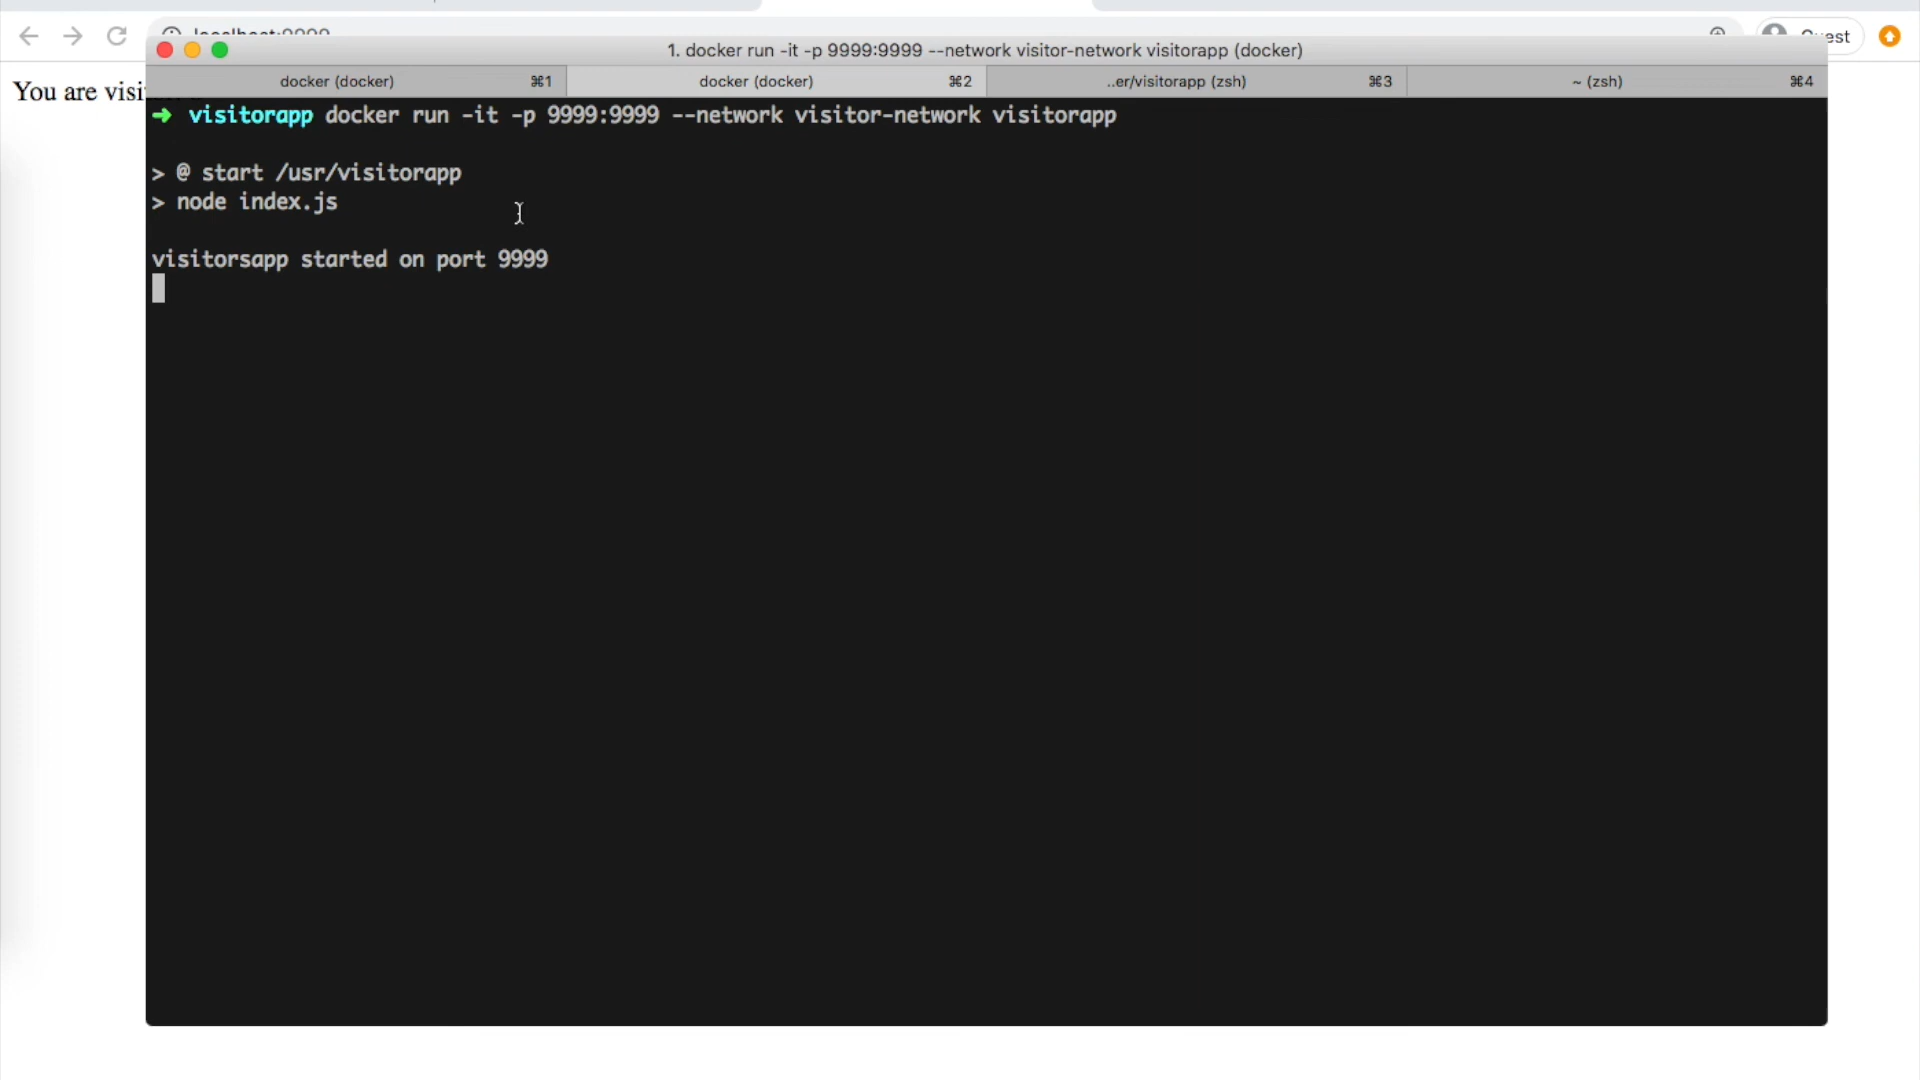 localhost:9999
Guest
1. docker run -it -p 9999:9999 --network visitor-network visitorapp (docker)
docker (docker) ⌘1 docker (docker) ⌘2 ..er/visitorapp (zsh) ⌘3 ~ (zsh) ⌘4
You are visi
➜ visitorapp docker run -it -p 9999:9999 --network visitor-network visitorapp
> @ start /usr/visitorapp
> node index.js
visitorsapp started on port 9999